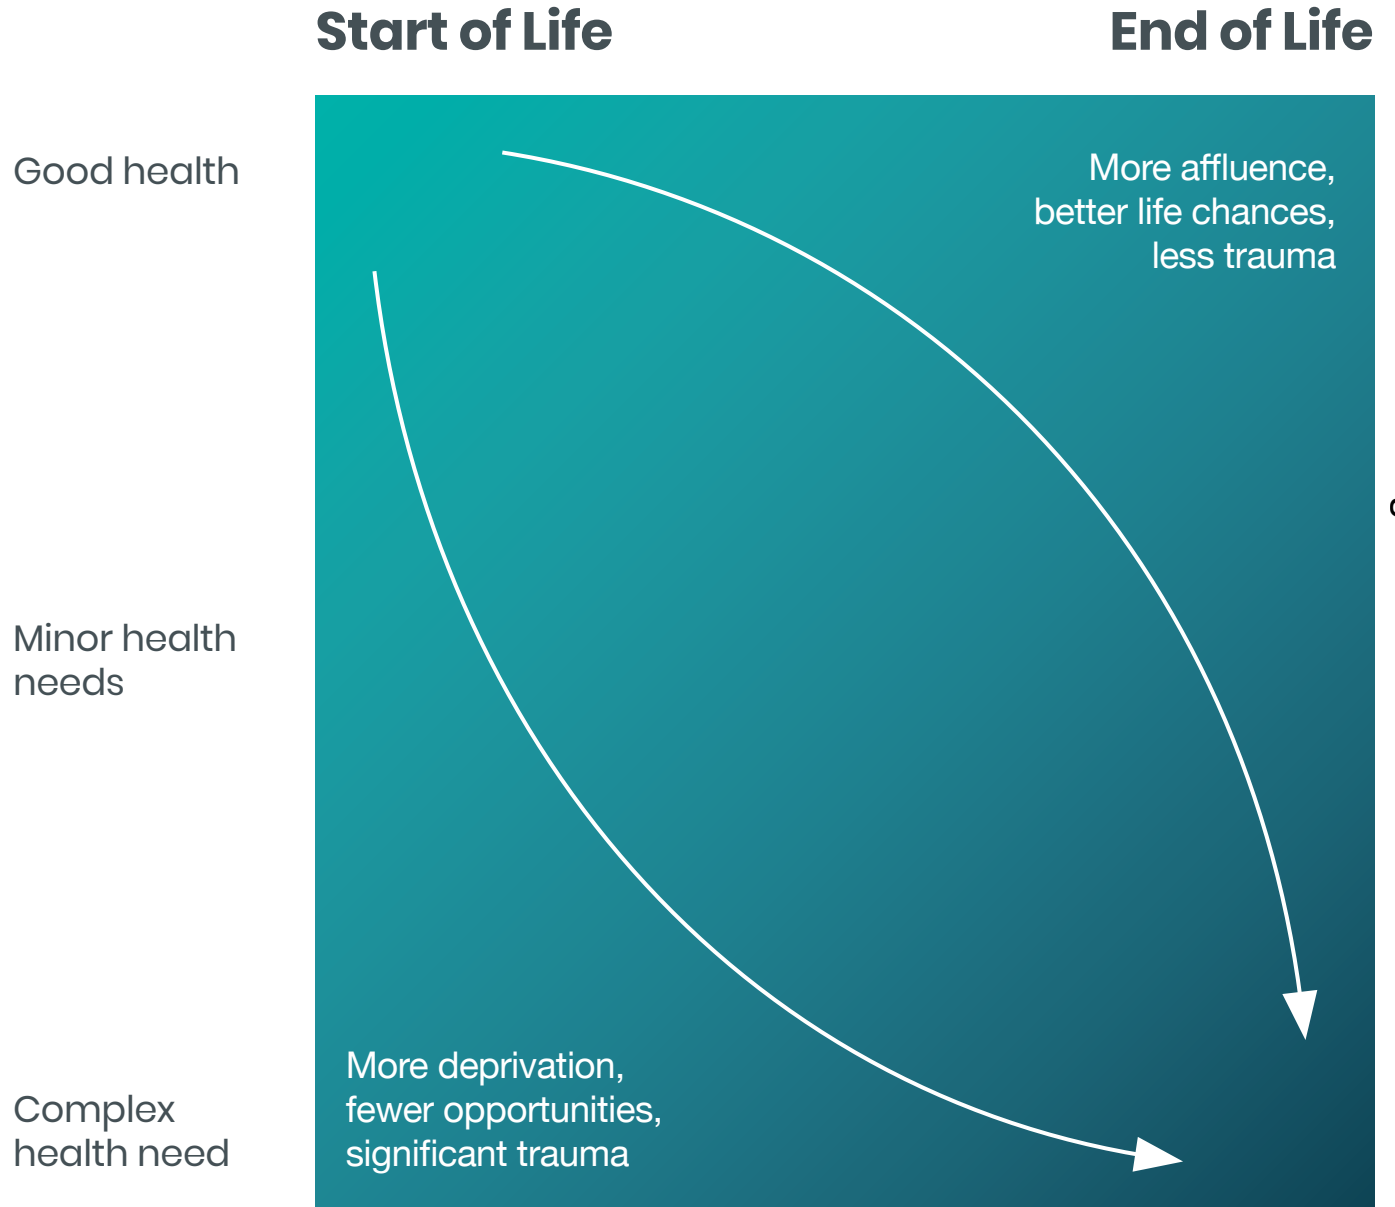 Start of Life
End of Life
Good health
More affluence,
better life chances,
less trauma
Minor health
needs
Complex
health need
More deprivation,
fewer opportunities,
significant trauma